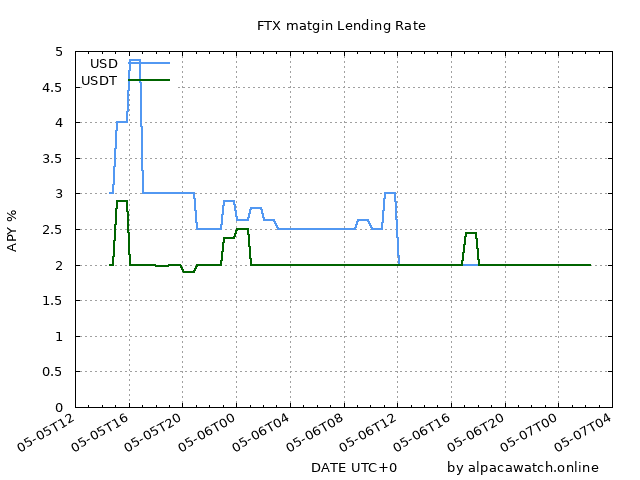 FTX matgin Lending Rate
USD
USDT
5
4.5
4
3.5
3
2.5
2
1.5
1
0.5
0
APY %
05-05T12
05-05T16
05-05T20
05-06T00
05-06T04
05-06T08
05-06T12
05-06T16
05-06T20
05-07T00
05-07T04
DATE UTC+0
by alpacawatch.online